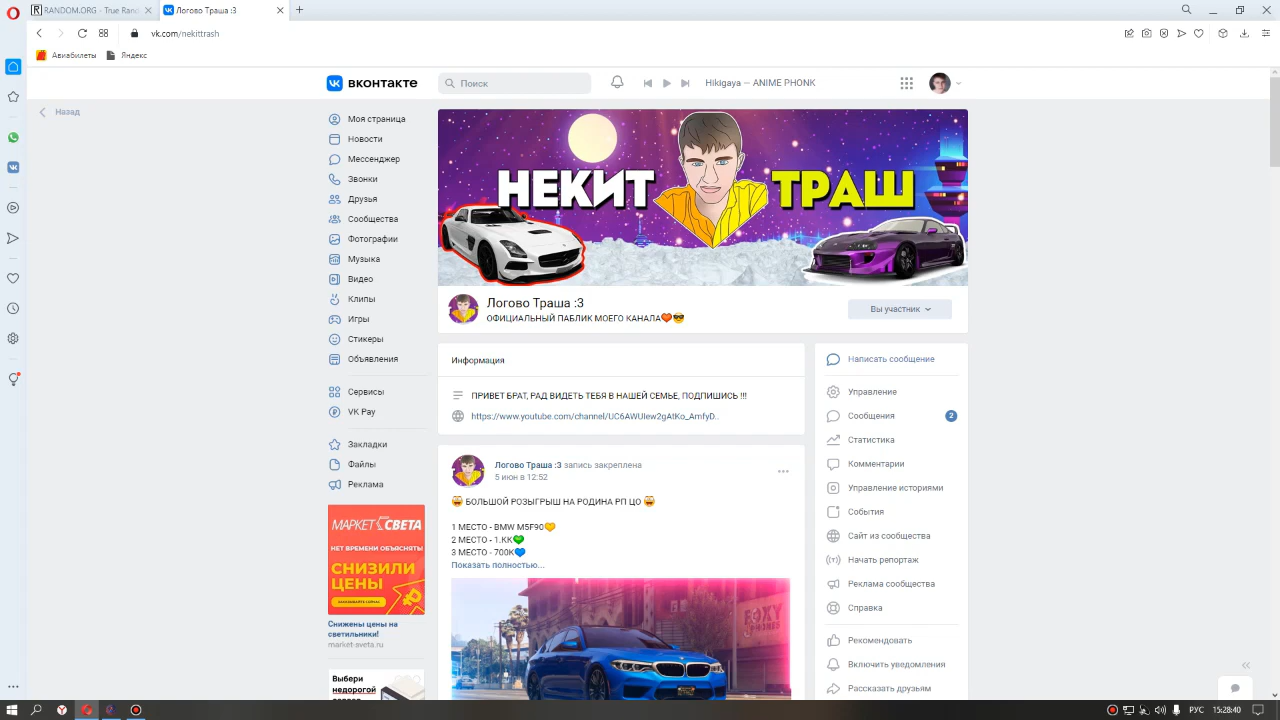 RANDOM.ORG - True Rand
Логово Траша :3
vk.com/nekittrash
Авиабилеты
Яндекс
ВКОНТАКТЕ
Поиск
Hikigaya — ANIME PHONK
Назад
Моя страница
Новости
Мессенджер
Звонки
Друзья
Сообщества
Фотографии
Музыка
Видео
Клипы
Игры
Стикеры
Объявления
Сервисы
VK Pay
Закладки
Файлы
Реклама
МАРКЕТ СВЕТА
НЕТ ВРЕМЕНИ ОБЪЯСНЯТЬ!
СНИЗИЛИ
ЦЕНЫ
ЗАКАЗЫВАЙТЕ СЕЙЧАС
Снижены цены на
светильники!
market-sveta.ru
Выбери
недорогой
НЕКИТ ТРАШ
Логово Траша :3
ОФИЦИАЛЬНЫЙ ПАБЛИК МОЕГО КАНАЛА❤️😎
Вы участник
Информация
ПРИВЕТ БРАТ, РАД ВИДЕТЬ ТЕБЯ В НАШЕЙ СЕМЬЕ, ПОДПИШИСЬ !!!
https://www.youtube.com/channel/UC6AWUIew2gAtKo_AmfyD..
Логово Траша :3 запись закреплена
5 июн в 12:52
БОЛЬШОЙ РОЗЫГРЫШ НА РОДИНА РП ЦО
1 МЕСТО - BMW M5F90💛
2 МЕСТО - 1.КК💚
3 МЕСТО - 700К💙
Показать полностью...
FOXY
Написать сообщение
Управление
Сообщения 2
Статистика
Комментарии
Управление историями
События
Сайт из сообщества
Начать репортаж
Реклама сообщества
Справка
Рекомендовать
Включить уведомления
Рассказать друзьям
РУС 15:28:40